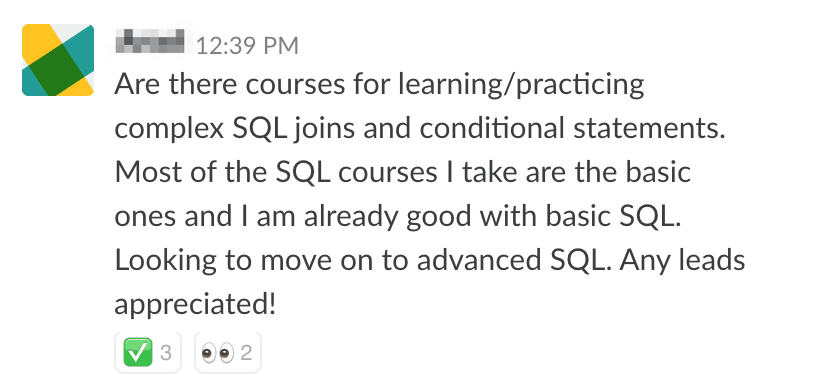 12:39 PM
Are there courses for learning/practicing
complex SQL joins and conditional statements.
Most of the SQL courses I take are the basic
ones and I am already good with basic SQL.
Looking to move on to advanced SQL. Any leads
appreciated!
3 2